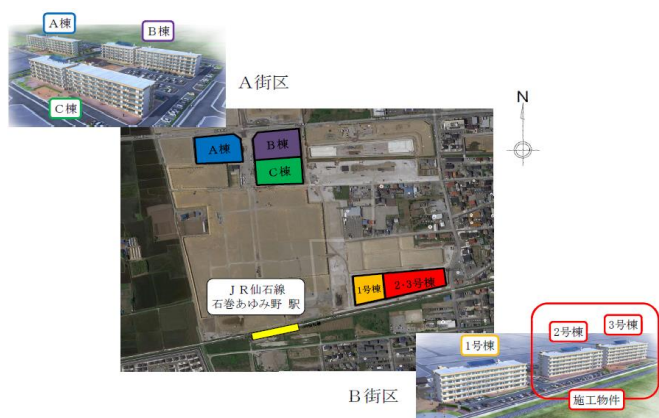 A棟
B棟
C棟
A街区
N
A棟
B棟
C棟
JR仙石線
石巻あゆみ野 駅
1号棟
2・3号棟
1号棟
2号棟
3号棟
施工物件
B街区